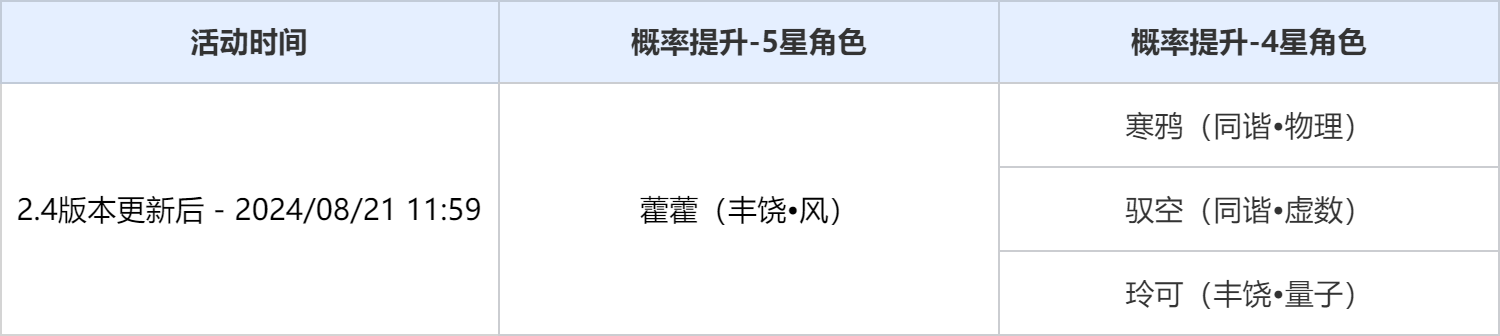 活动时间
概率提升-5星角色
概率提升-4星角色
2.4版本更新后 - 2024/08/21 11:59
藿藿（丰饶•风）
寒鸦（同谐•物理）
驭空（同谐•虚数）
玲可（丰饶•量子）